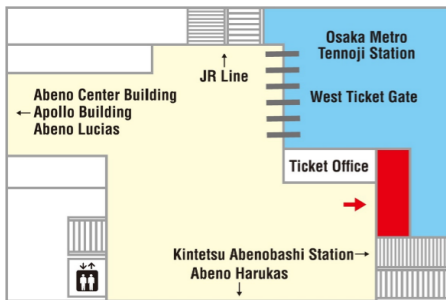 Osaka Metro
Tennoji Station
JR Line
West Ticket Gate
Abeno Center Building
Apollo Building
Abeno Lucias
Ticket Office
Kintetsu Abenobashi Station
Abeno Harukas